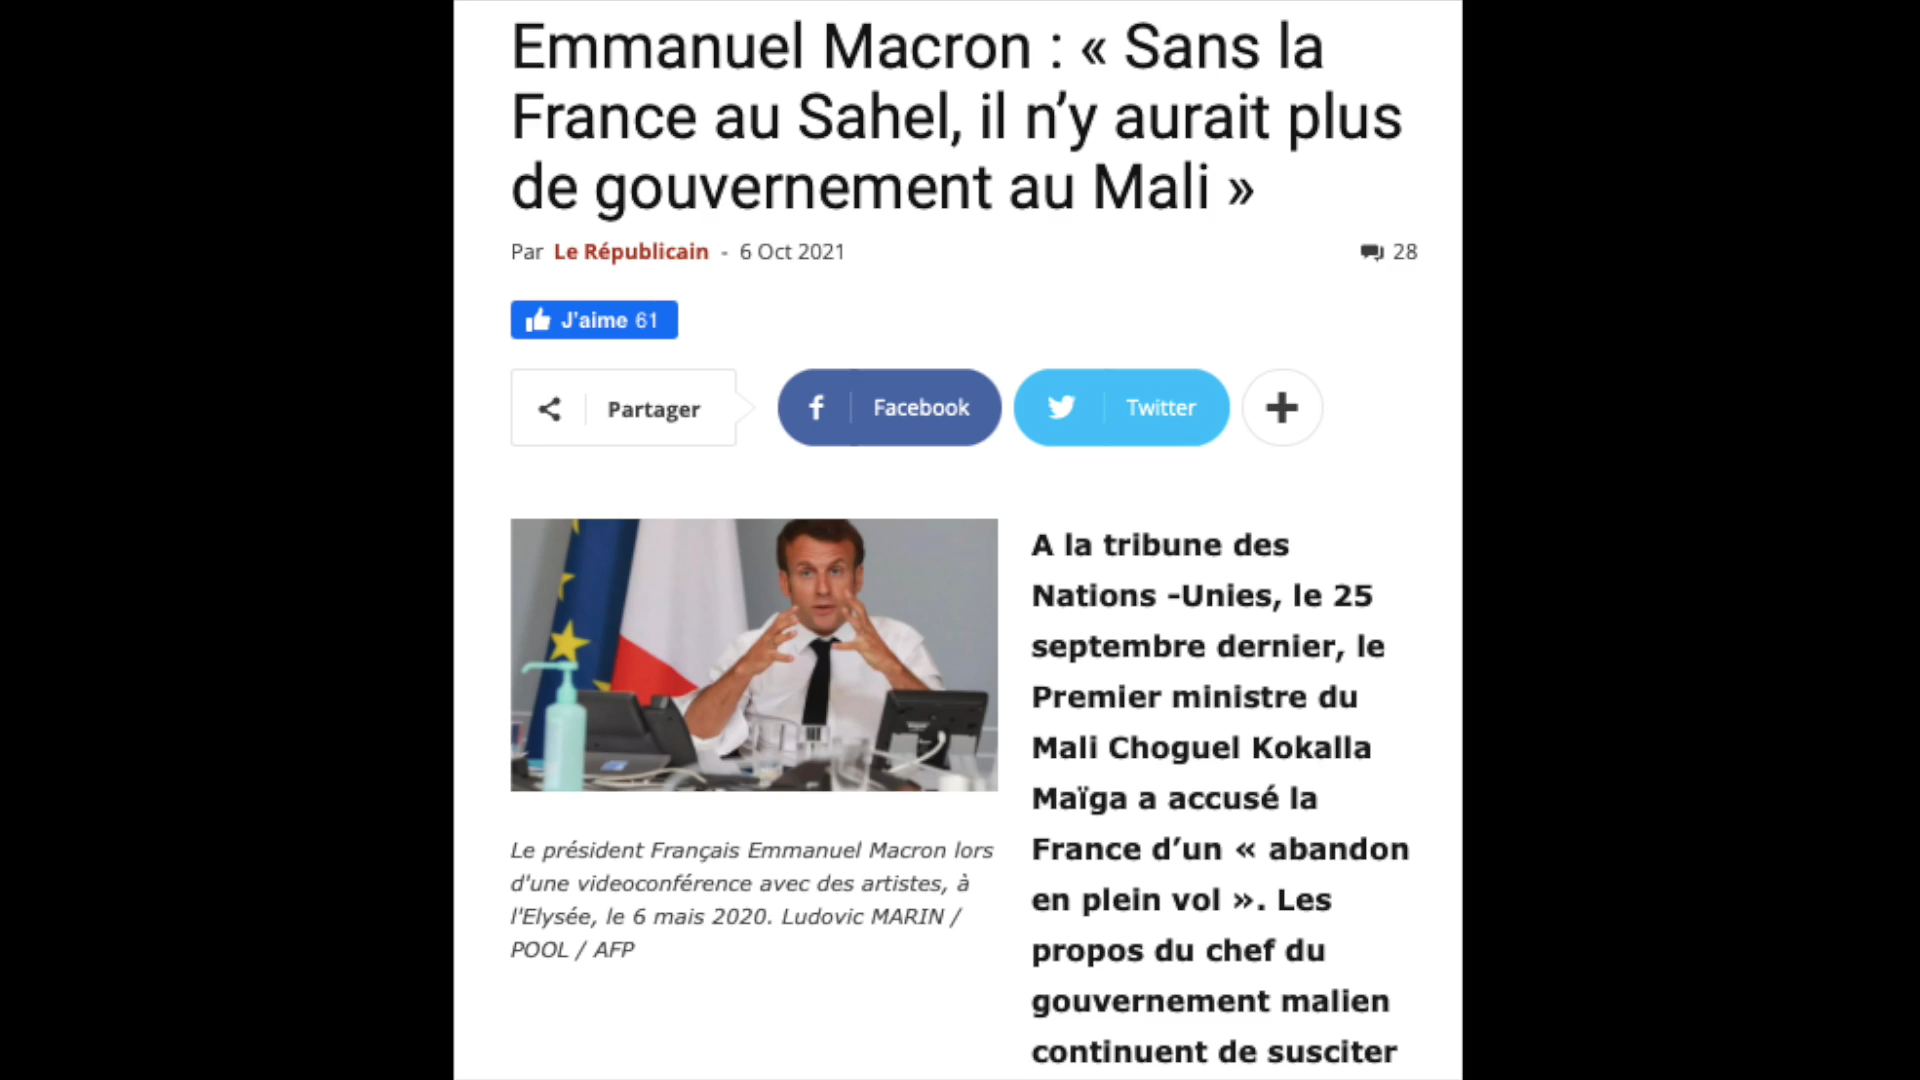 Emmanuel Macron : « Sans la
France au Sahel, il n’y aurait plus
de gouvernement au Mali »
Par Le Républicain - 6 Oct 2021
28
J'aime 61
Partager
Facebook
Twitter
Le président Français Emmanuel Macron lors
d'une videoconférence avec des artistes, à
l'Elysée, le 6 mais 2020. Ludovic MARIN /
POOL / AFP
A la tribune des
Nations -Unies, le 25
septembre dernier, le
Premier ministre du
Mali Choguel Kokalla
Maïga a accusé la
France d’un « abandon
en plein vol ». Les
propos du chef du
gouvernement malien
continuent de susciter